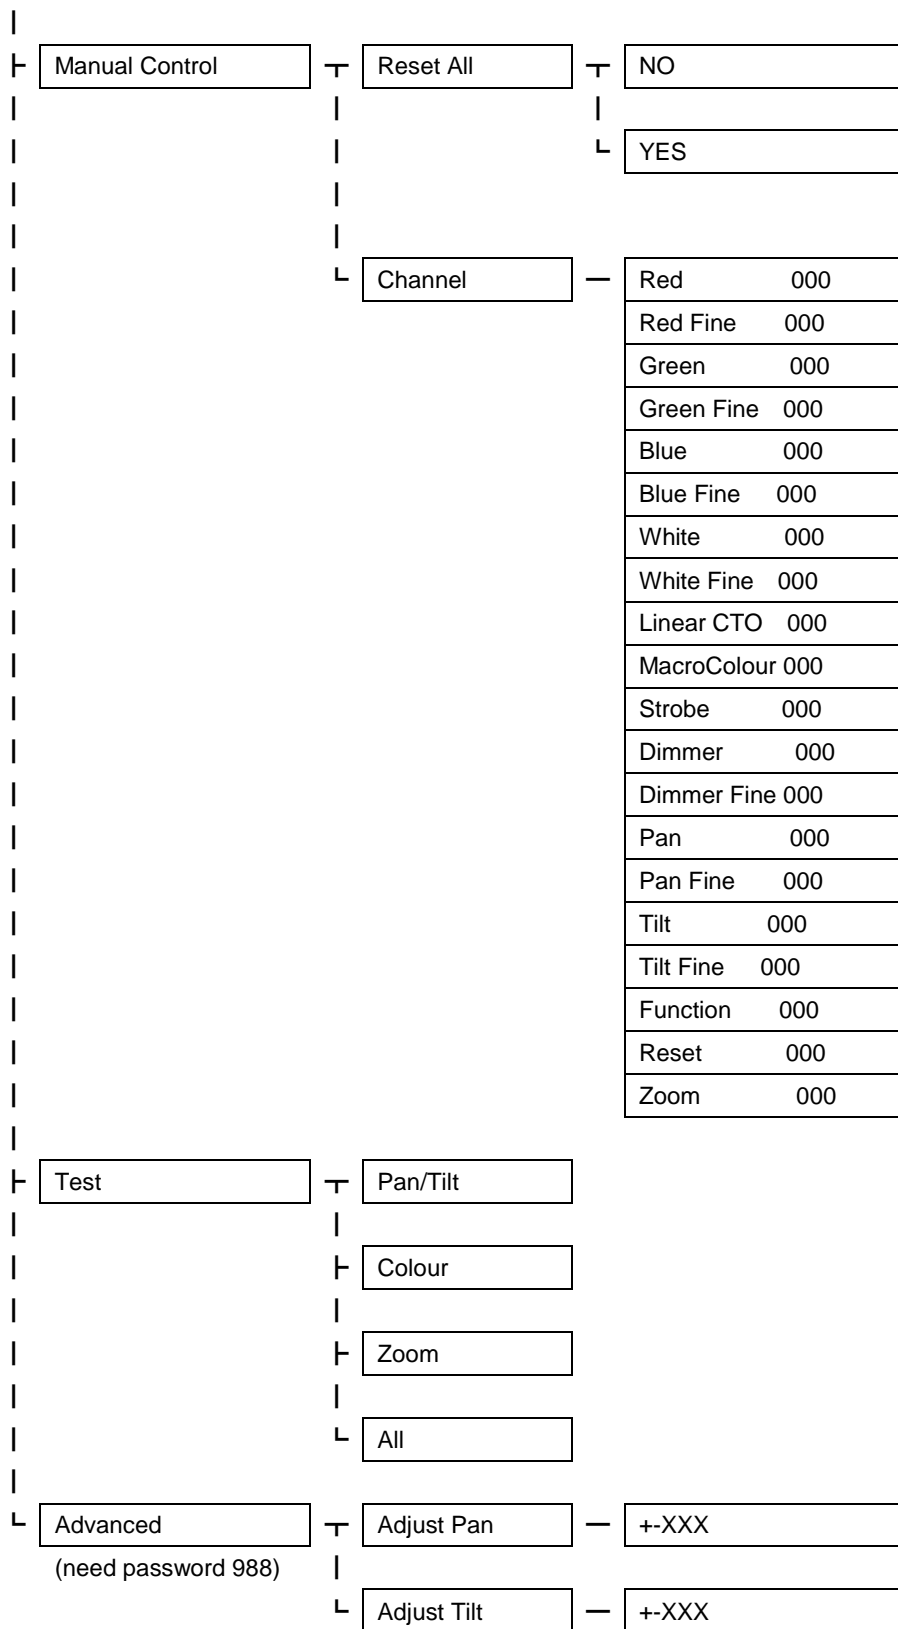 Manual Control Reset All NO
YES
Channel Red 000
Red Fine 000
Green 000
Green Fine 000
Blue 000
Blue Fine 000
White 000
White Fine 000
Linear CTO 000
MacroColour 000
Strobe 000
Dimmer 000
Dimmer Fine 000
Pan 000
Pan Fine 000
Tilt 000
Tilt Fine 000
Function 000
Reset 000
Zoom 000
Test Pan/Tilt
Colour
Zoom
All
Advanced Adjust Pan +-XXX
(need password 988)
Adjust Tilt +-XXX